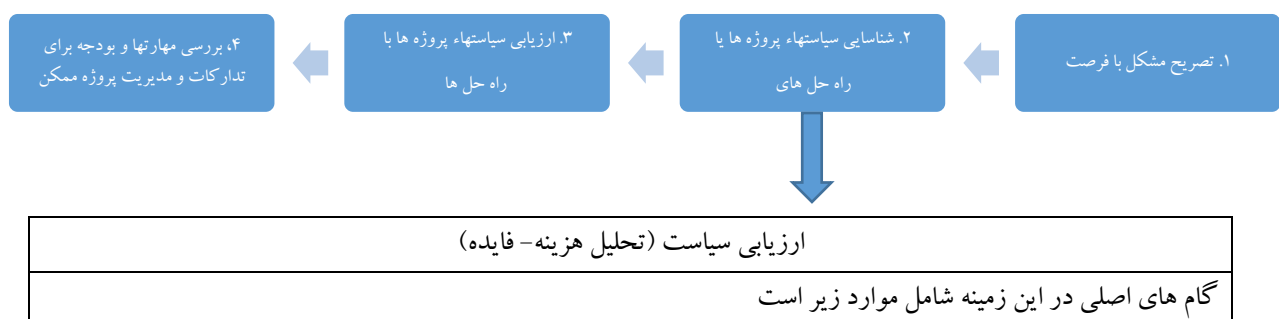 ۱. تصریح مشکل با فرصت
۲. شناسایی سیاستهاء پروژه ها یا
راه حل های
۳. ارزیابی سیاستهاء پروژه ها با
راه حل ها
۴، بررسی مهارتها و بودجه برای
تدارکات و مدیریت پروژه ممکن
ارزیابی سیاست (تحلیل هزینه- فایده)
گام های اصلی در این زمینه شامل موارد زیر است